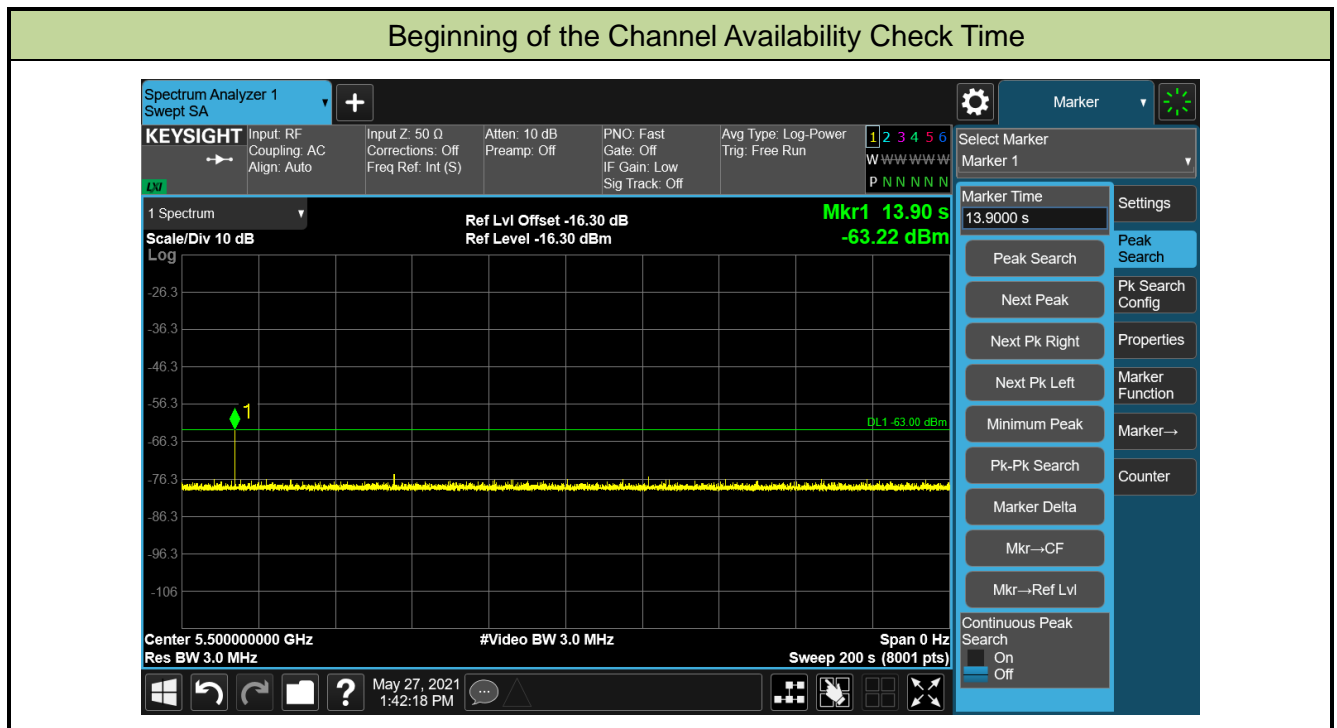 Beginning of the Channel Availability Check Time
Spectrum Analyzer 1
Swept SA
Marker
KEYSIGHT
LXI
Input: RF
Coupling: AC
Align: Auto
Input Z: 50 Ω
Corrections: Off
Freq Ref: Int (S)
Atten: 10 dB
Preamp: Off
PNO: Fast
Gate: Off
IF Gain: Low
Sig Track: Off
Avg Type: Log-Power
Trig: Free Run
1 2 3 4 5 6
W W W W W W
P N N N N N
Select Marker
Marker 1
1 Spectrum
Scale/Div 10 dB
Ref Lvl Offset -16.30 dB
Ref Level -16.30 dBm
Mkr1 13.90 s
-63.22 dBm
Log
-26.3
-36.3
-46.3
-56.3
-66.3
-76.3
-86.3
-96.3
-106
1
DL1 -63.00 dBm
Center 5.500000000 GHz
Res BW 3.0 MHz
#Video BW 3.0 MHz
Span 0 Hz
Sweep 200 s (8001 pts)
Marker Time
13.9000 s
Peak Search
Next Peak
Next Pk Right
Next Pk Left
Minimum Peak
Pk-Pk Search
Marker Delta
Mkr→CF
Mkr→Ref Lvl
Continuous Peak
Search
On
Off
Settings
Peak
Search
Pk Search
Config
Properties
Marker
Function
Marker→
Counter
May 27, 2021
1:42:18 PM